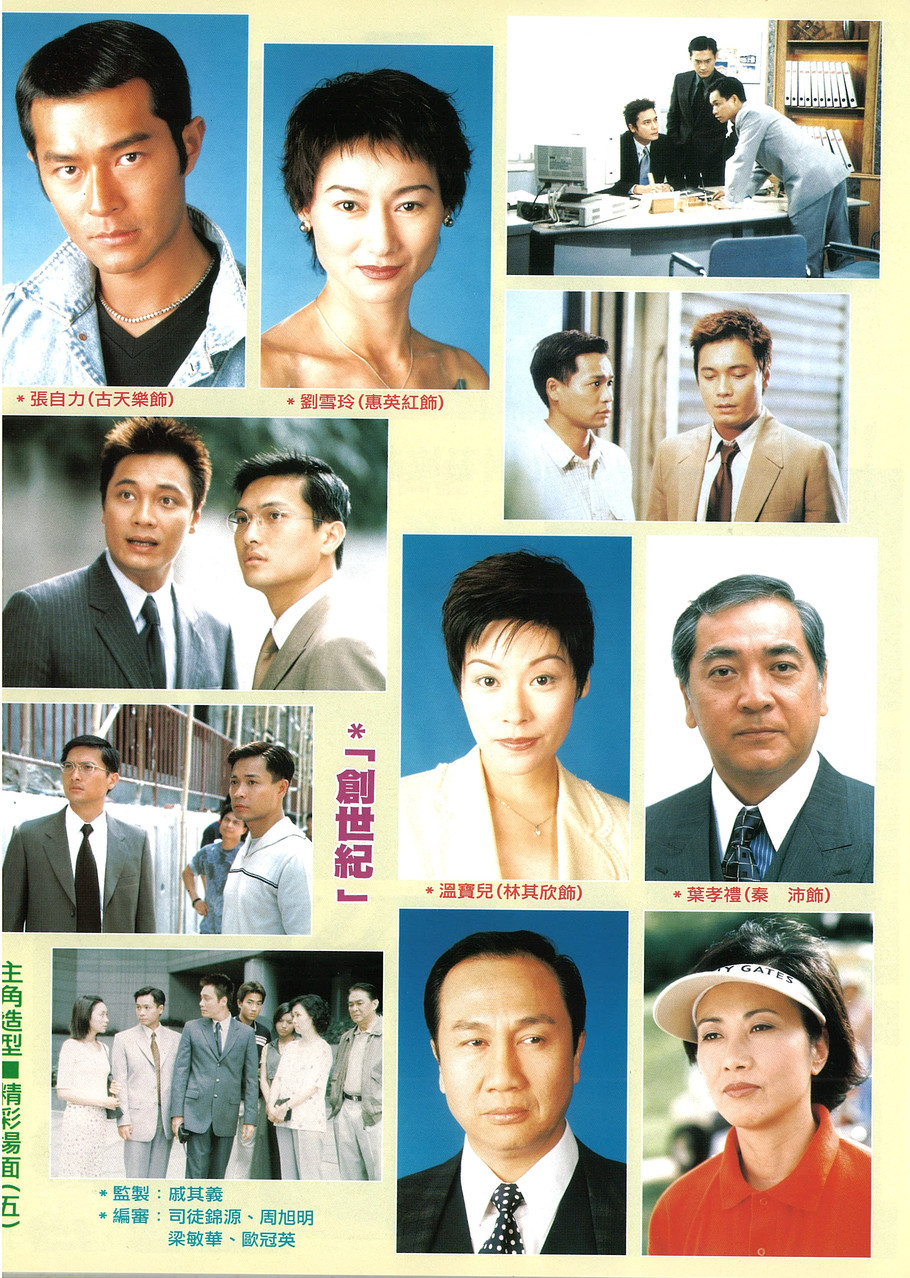 *張自力(古天樂飾)
*劉雪玲(惠英紅飾)
*「創世紀」
*溫寶兒(林其欣飾)
*葉孝禮(秦　沛飾)
TY GATES
主角造型■精彩場面(五)
*監製：戚其義
*編審：司徒錦源、周旭明
梁敏華、歐冠英